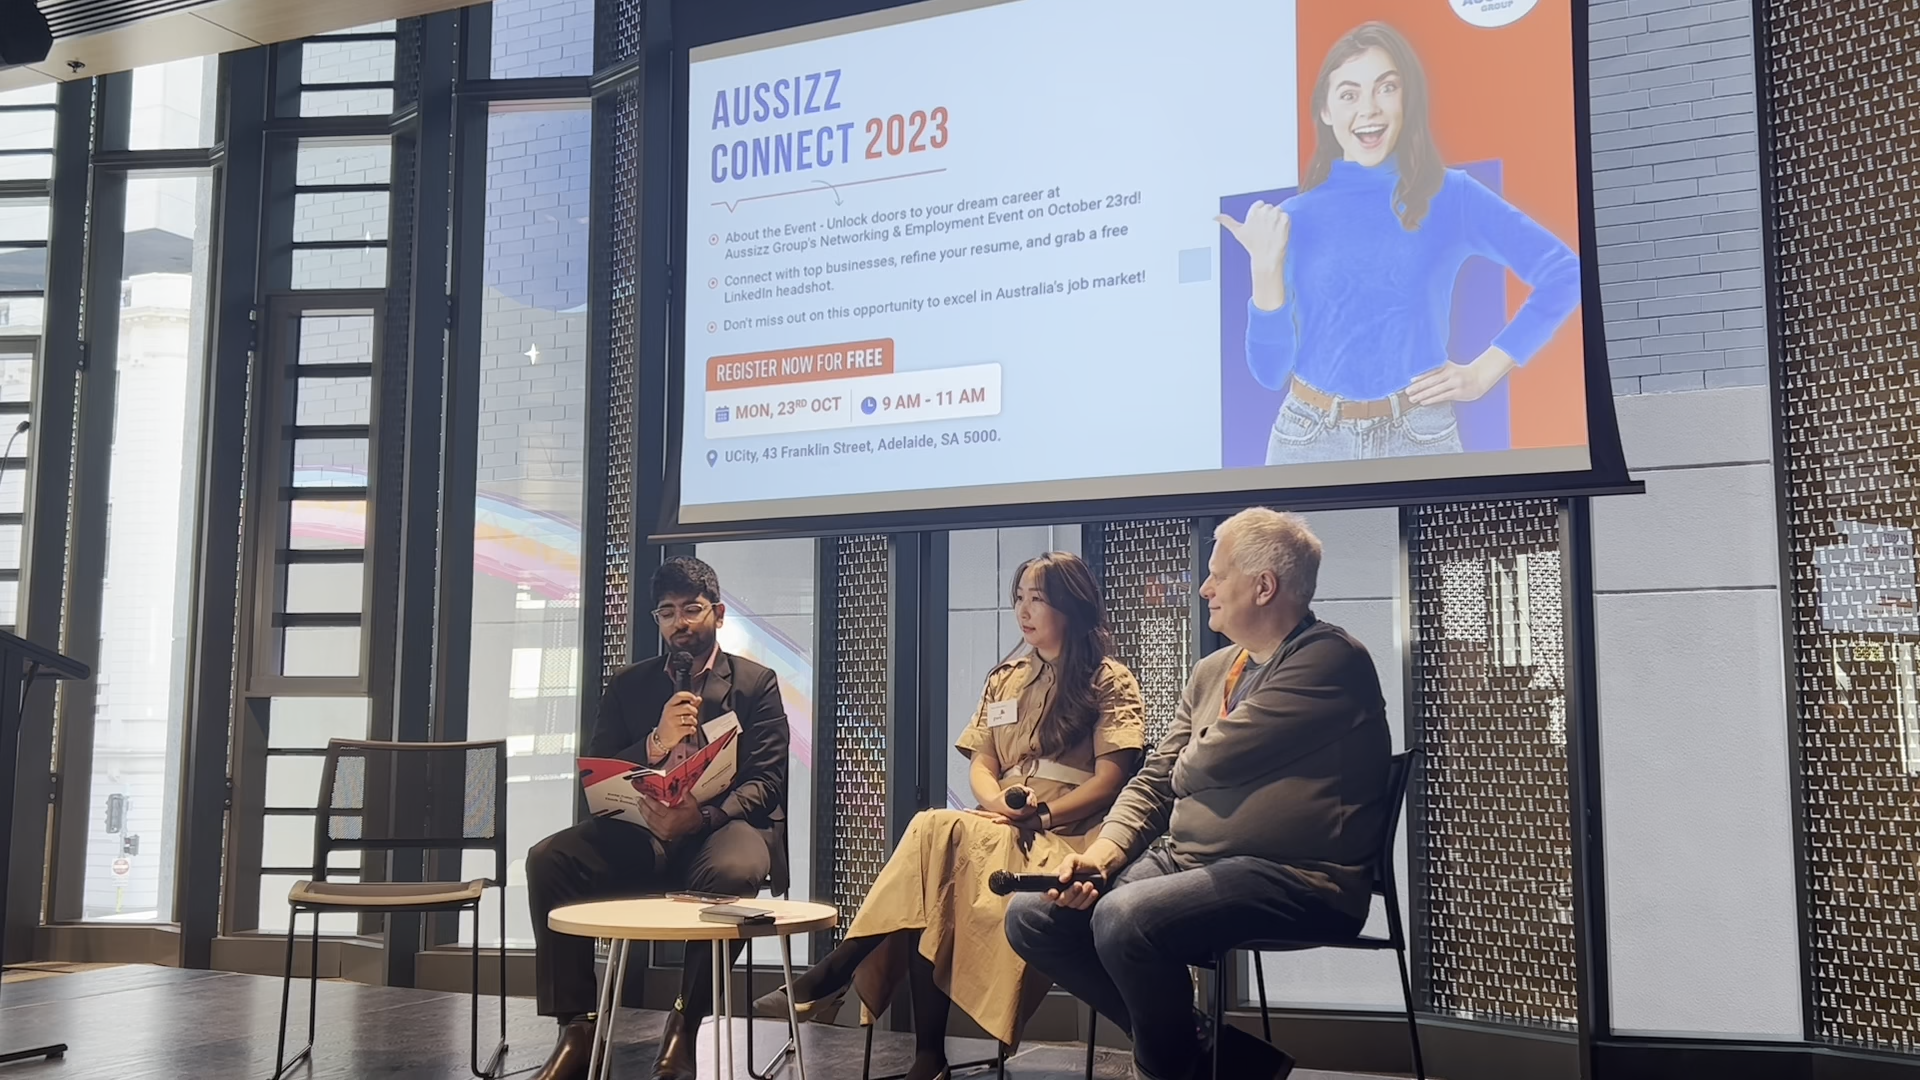 GROUP
AUSSIZZ
CONNECT 2023
About the Event - Unlock doors to your dream career at
Aussizz Group's Networking & Employment Event on October 23rd!
Connect with top businesses, refine your resume, and grab a free
LinkedIn headshot.
Don't miss out on this opportunity to excel in Australia's job market!
REGISTER NOW FOR FREE
MON, 23RD OCT
9 AM - 11 AM
UCity, 43 Franklin Street, Adelaide, SA 5000.